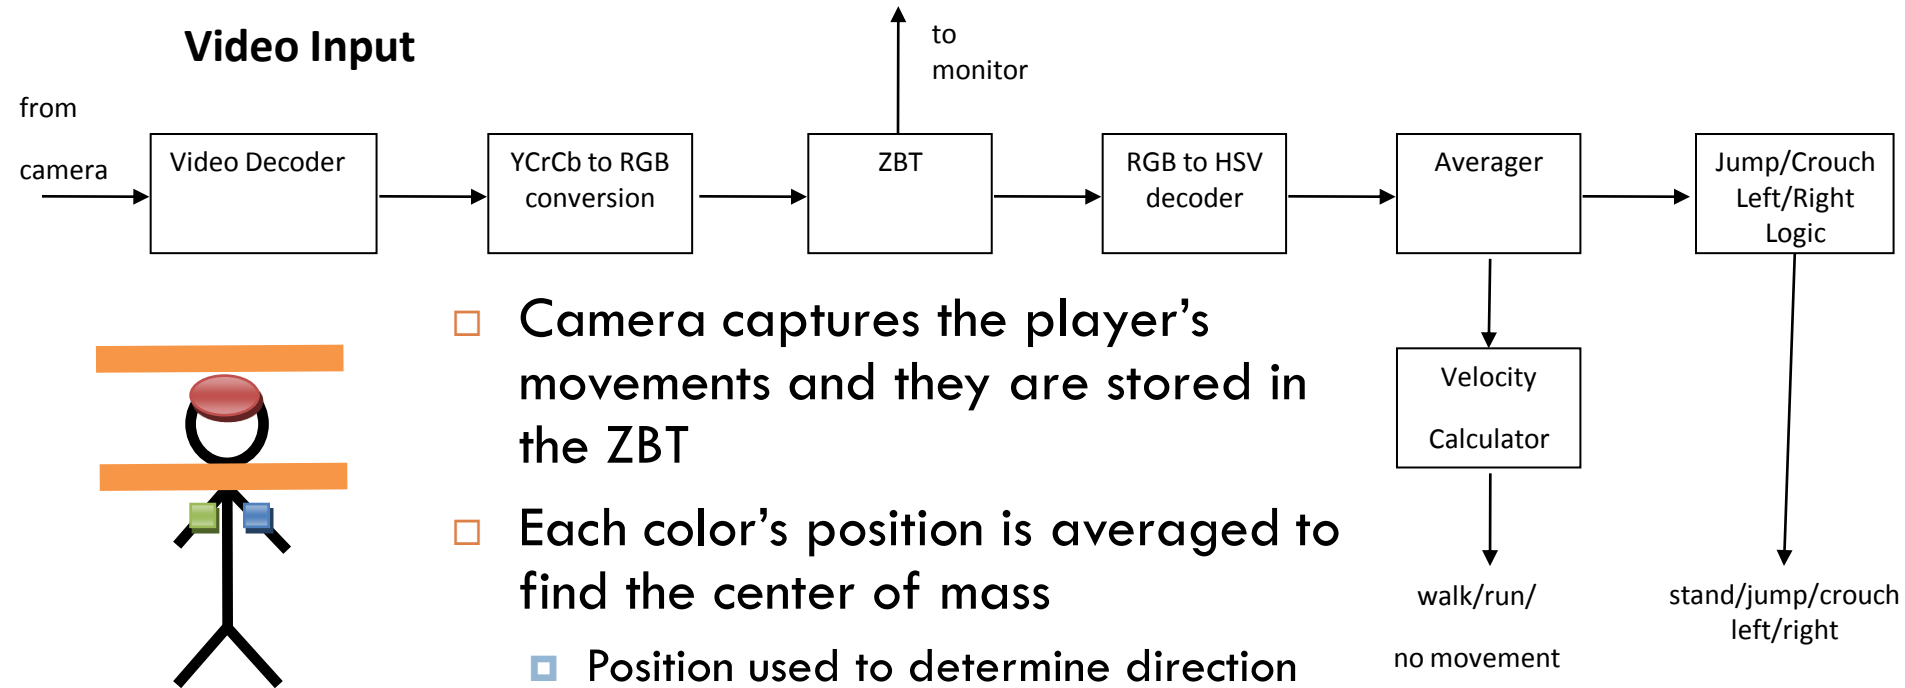 Video Input
to
monitor
from
camera
Video Decoder
YCrCb to RGB
conversion
ZBT
RGB to HSV
decoder
Averager
Jump/Crouch
Left/Right
Logic
Velocity
Calculator
walk/run/
no movement
stand/jump/crouch
left/right
Camera captures the player’s
movements and they are stored in
the ZBT
Each color’s position is averaged to
find the center of mass
Position used to determine direction